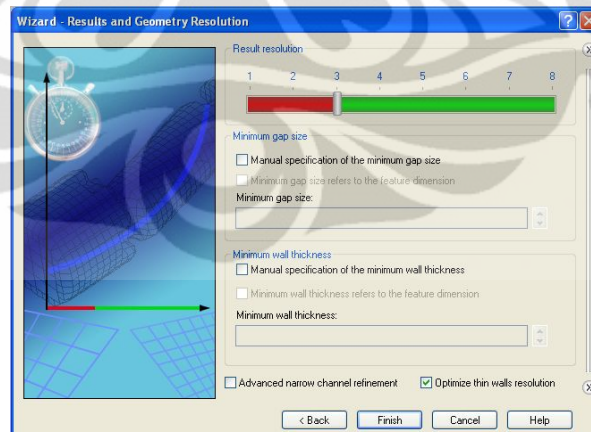 Wizard - Results and Geometry Resolution
Result resolution
1 2 3 4 5 6 7 8
Minimum gap size
Manual specification of the minimum gap size
Minimum gap size refers to the feature dimension
Minimum gap size:
Minimum wall thickness
Manual specification of the minimum wall thickness
Minimum wall thickness refers to the feature dimension
Minimum wall thickness:
Advanced narrow channel refinement Optimize thin walls resolution
< Back Finish Cancel Help